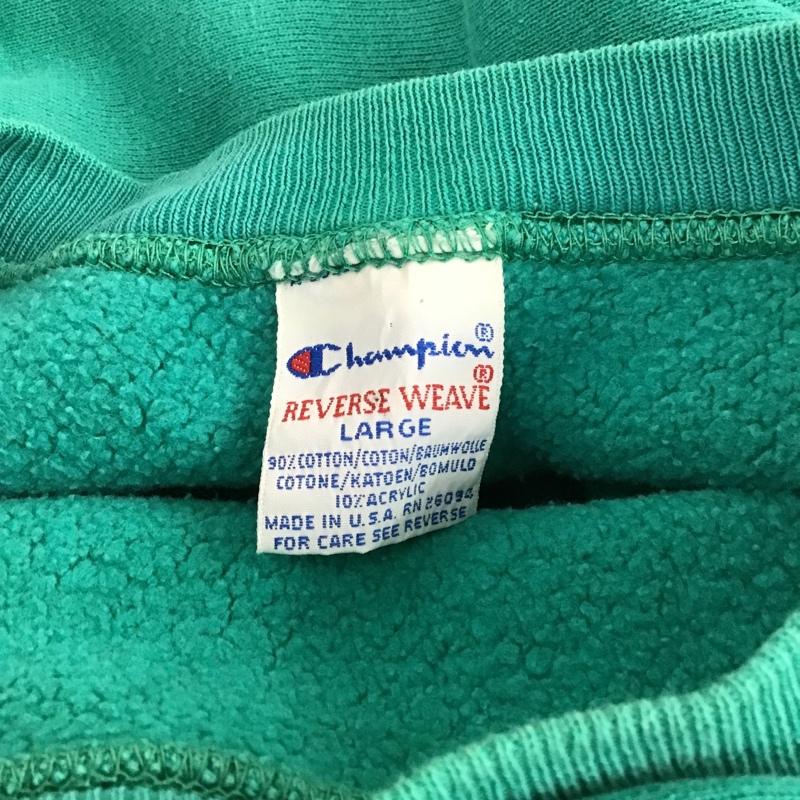 Champion®
REVERSE WEAVE®
LARGE
90%COTTON/COTON/BAUMWOLLE
COTONE/KATOEN/BOMULD
10%ACRYLIC
MADE IN U.S.A. RN 26094
FOR CARE SEE REVERSE